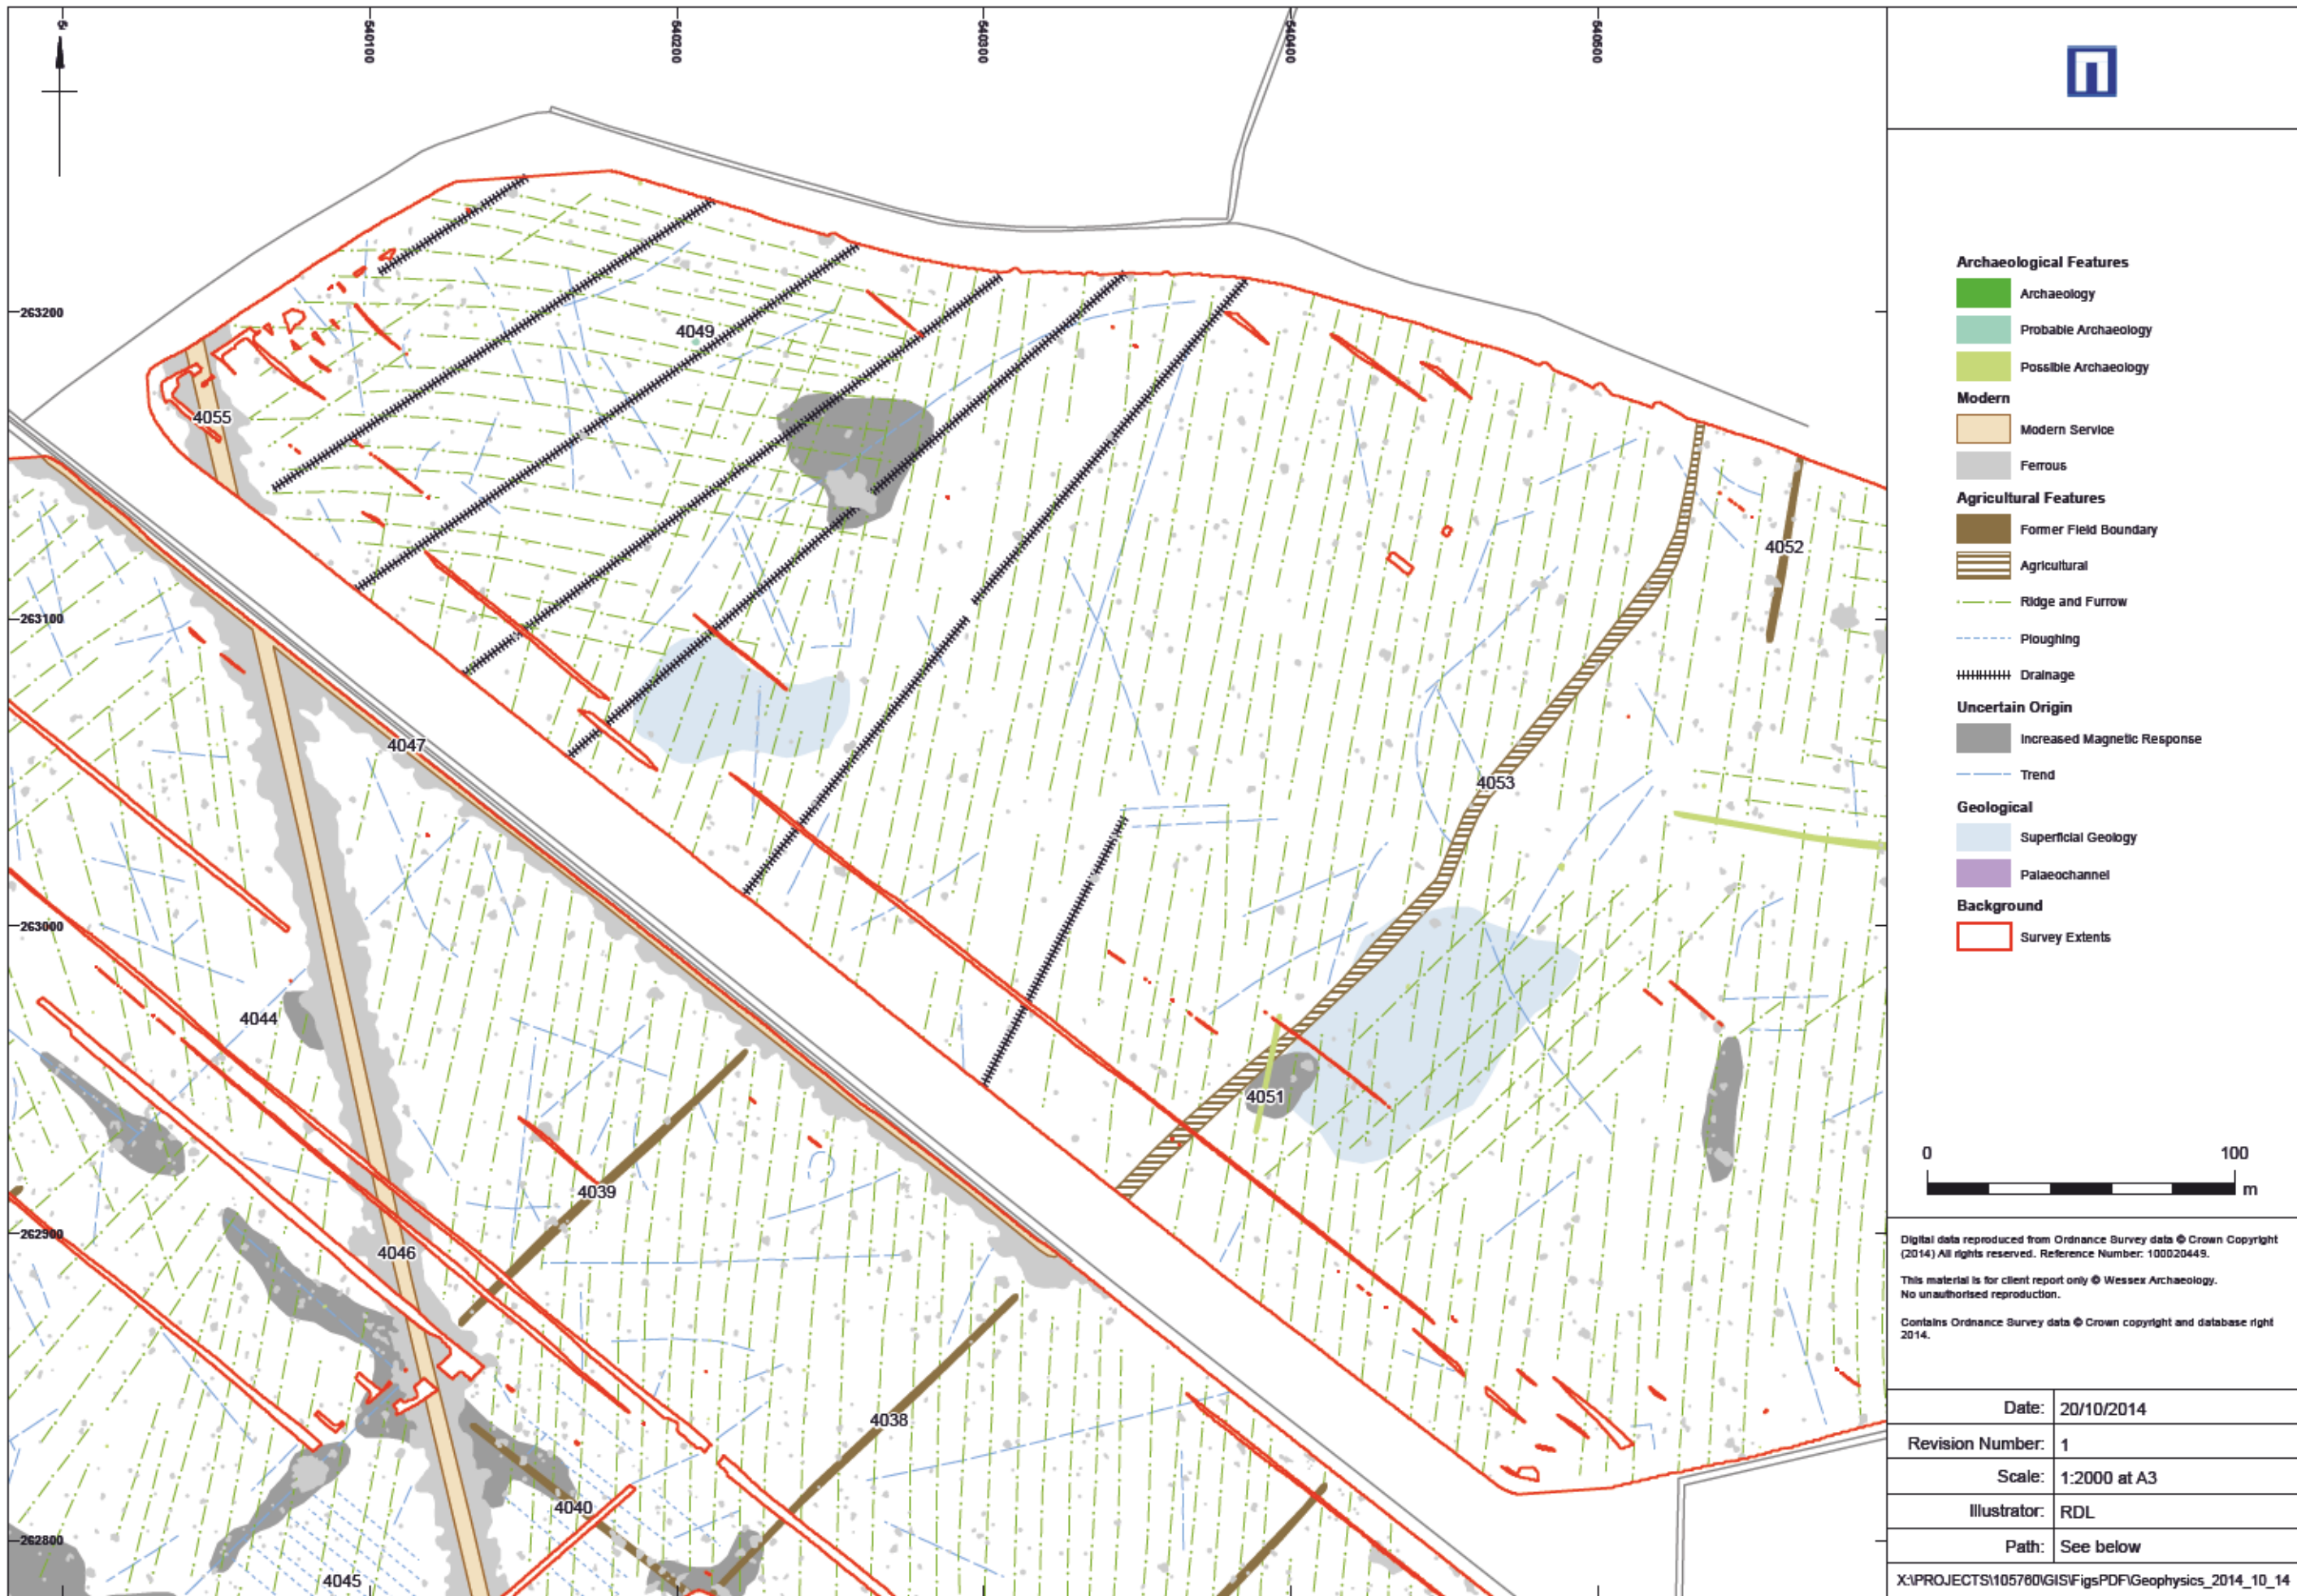 540100
540200
540300
540400
540500
263200
263100
263000
262900
262800
4049
4055
4052
4047
4053
4044
4051
4039
4046
4038
4040
4045
Archaeological Features
Archaeology
Probable Archaeology
Possible Archaeology
Modern
Modern Service
Ferrous
Agricultural Features
Former Field Boundary
Agricultural
Ridge and Furrow
Ploughing
Drainage
Uncertain Origin
Increased Magnetic Response
Trend
Geological
Superficial Geology
Palaeochannel
Background
Survey Extents
0 100
m
Digital data reproduced from Ordnance Survey data © Crown Copyright
(2014) All rights reserved. Reference Number: 100020449.
This material is for client report only © Wessex Archaeology.
No unauthorised reproduction.
Contains Ordnance Survey data © Crown copyright and database right
2014.
Date: 20/10/2014
Revision Number: 1
Scale: 1:2000 at A3
Illustrator: RDL
Path: See below
X:\PROJECTS\105760\GIS\FigsPDF\Geophysics_2014_10_14